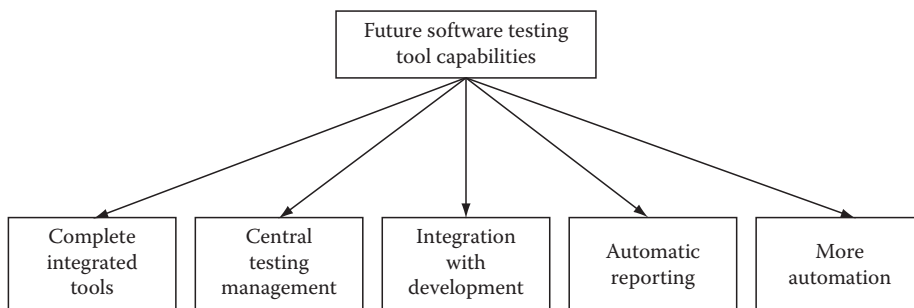 Future software testing
tool capabilities
Complete
integrated
tools
Central
testing
management
Integration
with
development
Automatic
reporting
More
automation